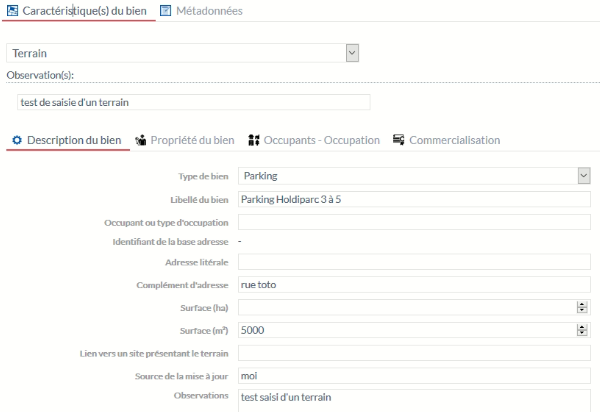 Caractéristique(s) du bien Métadonnées
Terrain
Observation(s):
test de saisie d'un terrain
Description du bien Propriété du bien Occupants - Occupation Commercialisation
Type de bien Parking
Libellé du bien Parking Holdiparc 3 à 5
Occupant ou type d'occupation
Identifiant de la base adresse -
Adresse litérale
Complément d'adresse rue toto
Surface (ha)
Surface (m²) 5000
Lien vers un site présentant le terrain
Source de la mise à jour moi
Observations test saisi d'un terrain